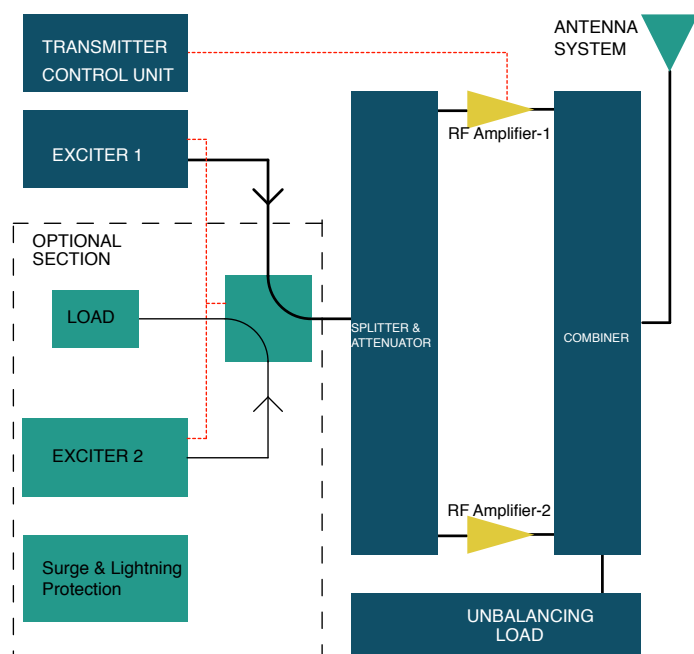 TRANSMITTER
CONTROL UNIT
ANTENNA
SYSTEM
EXCITER 1
RF Amplifier-1
OPTIONAL
SECTION
LOAD
SPLITTER &
ATTENUATOR
COMBINER
EXCITER 2
RF Amplifier-2
Surge & Lightning
Protection
UNBALANCING
LOAD